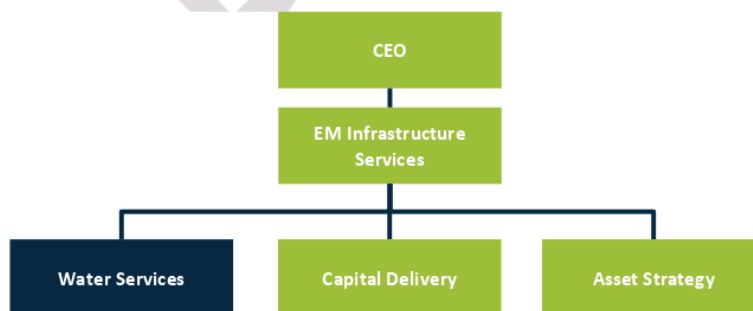 CEO
EM Infrastructure
Services
Water Services
Capital Delivery
Asset Strategy